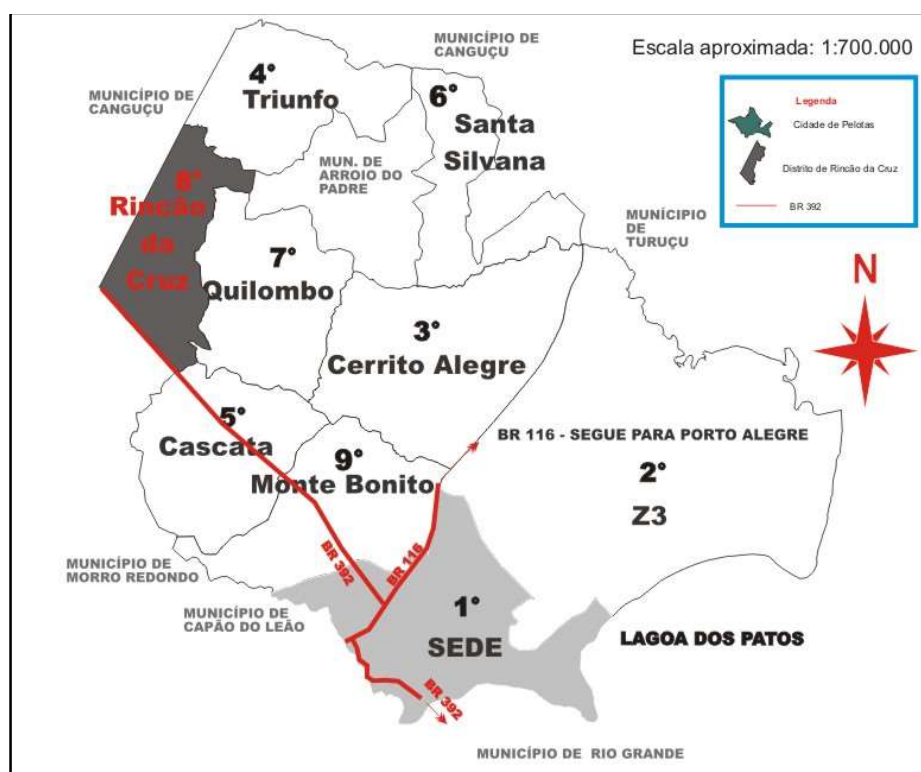 MUNICÍPIO DE
CANGUÇU
Escala aproximada: 1:700.000
4°
Triunfo
MUNICÍPIO DE
CANGUÇU
6°
Santa
Silvana
Legenda
Cidade de Pelotas
Distrito de Rincão da Cruz
BR 392
MUN. DE
ARROIO DO
PADRE
8°
Rincão
da
Cruz
MUNÍCIPIO
DE
TURUÇU
7°
Quilombo
N
3°
Cerrito Alegre
5°
Cascata
BR 116 - SEGUE PARA PORTO ALEGRE
9°
Monte Bonito
2°
Z3
BR 392
BR 116
MUNICÍPIO DE
MORRO REDONDO
MUNICÍPIO DE
CAPÃO DO LEÃO
1°
SEDE
LAGOA DOS PATOS
BR 392
MUNICÍPIO DE RIO GRANDE